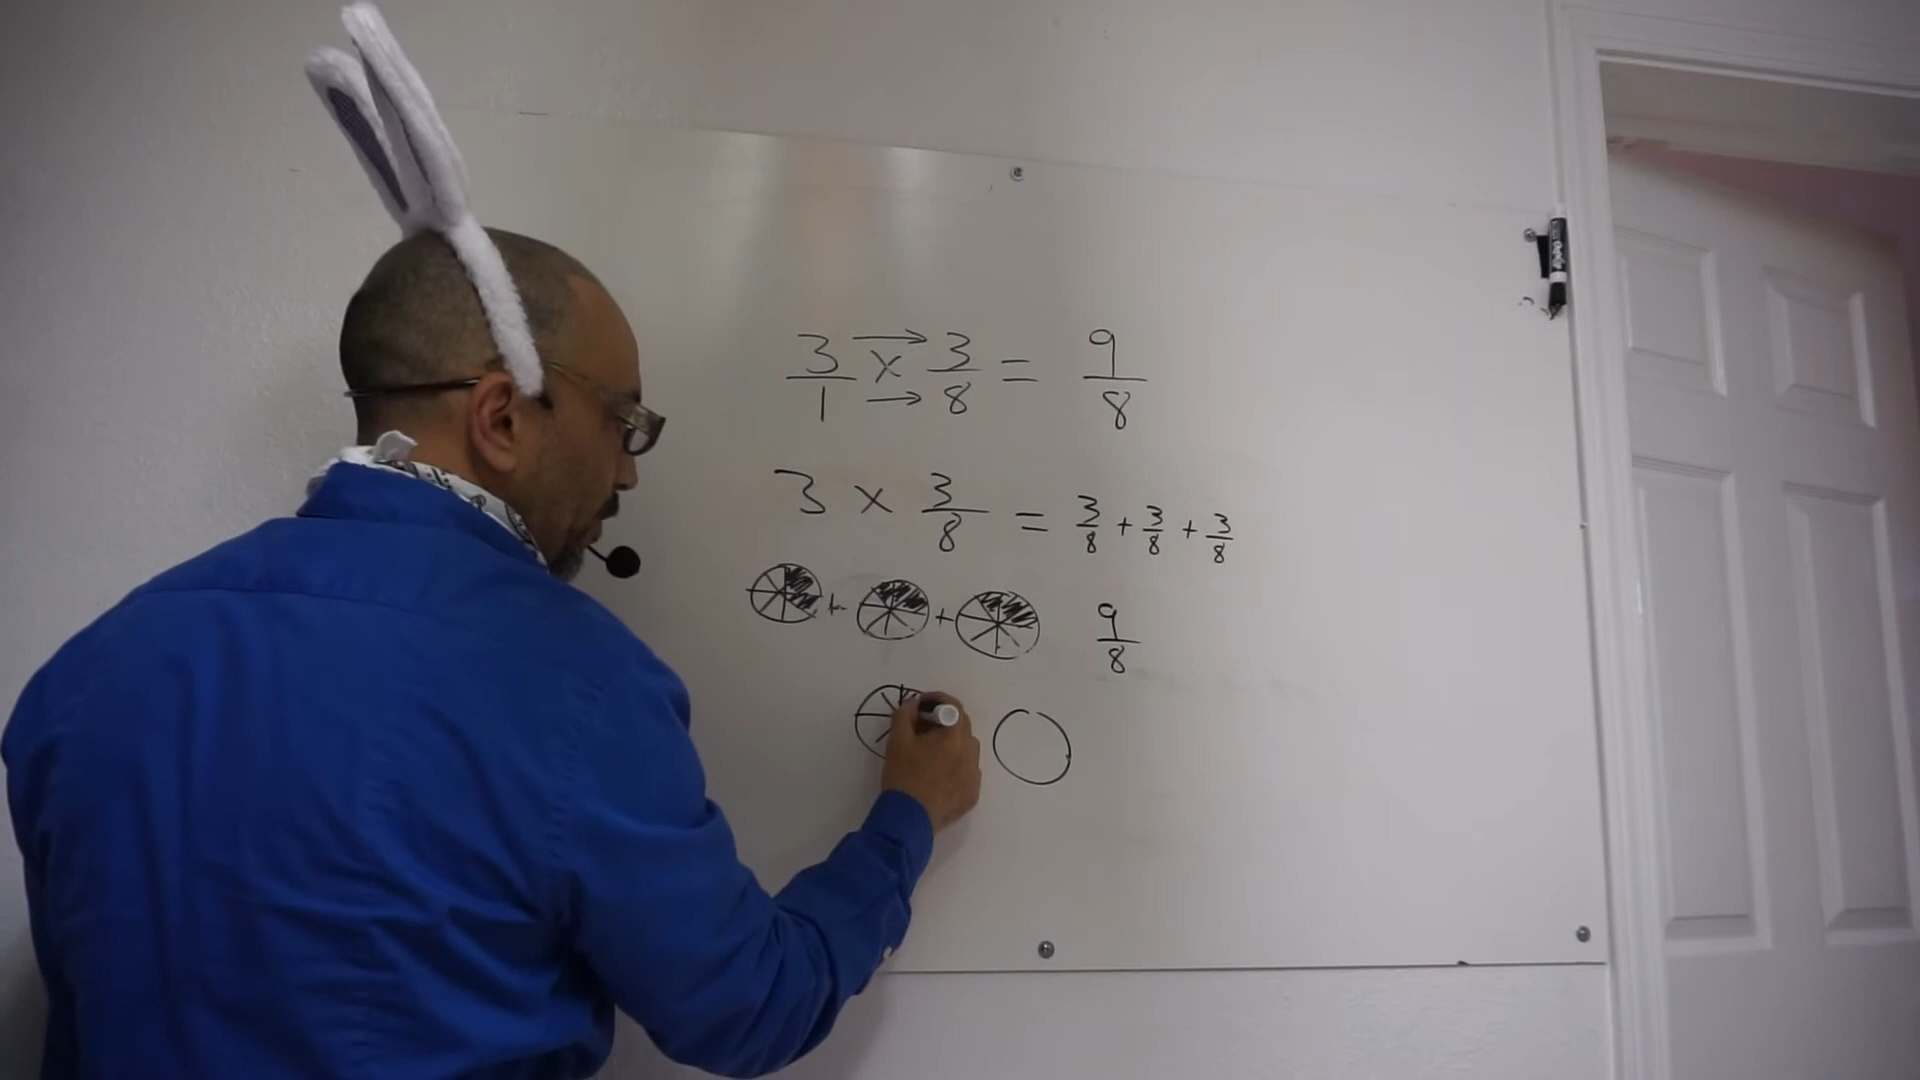 3/1 × 3/8 = 9/8
3 × 3/8 = 3/8 + 3/8 + 3/8
+ + 9/8